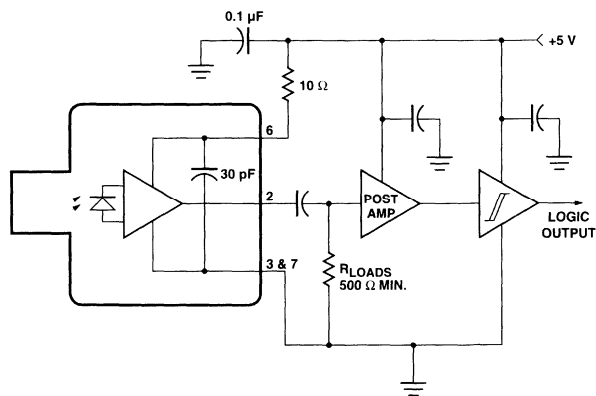 0.1 µF
+5 V
10 Ω
6
30 pF
2
POST
AMP
LOGIC
OUTPUT
3 & 7
RLOADS
500 Ω MIN.